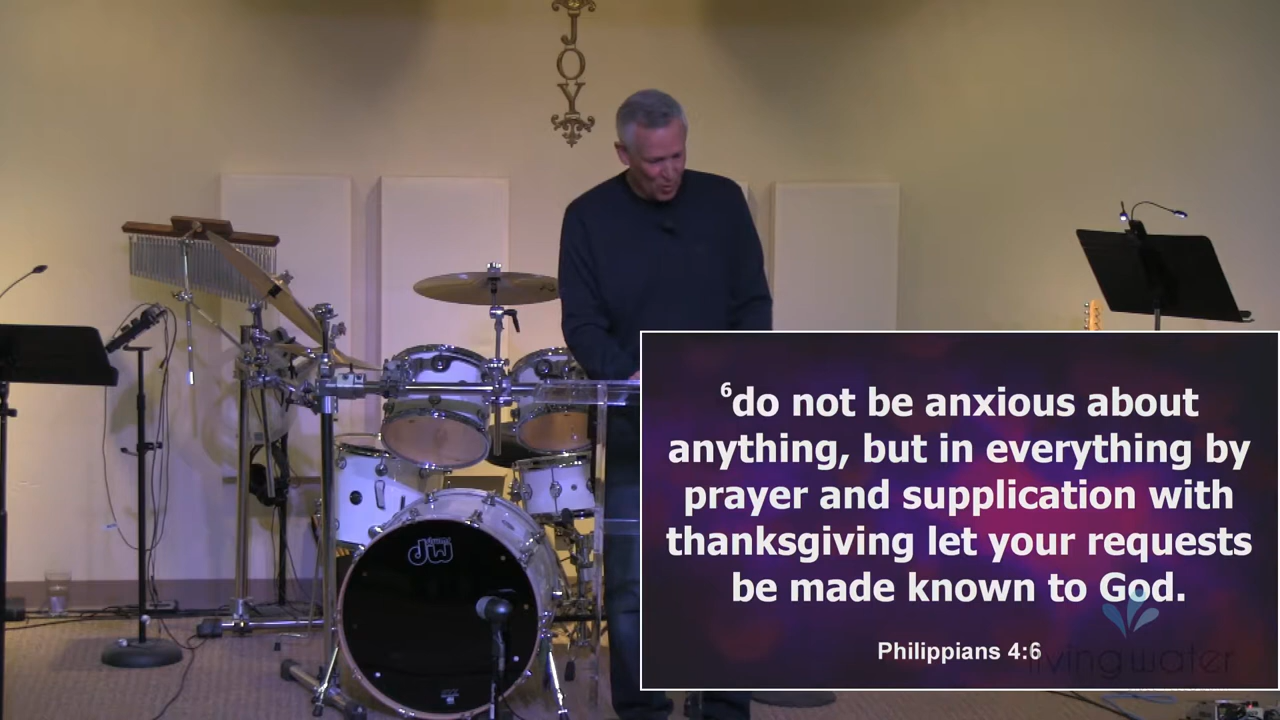 JOY
⁶do not be anxious about
anything, but in everything by
prayer and supplication with
thanksgiving let your requests
be made known to God.
Philippians 4:6
living water